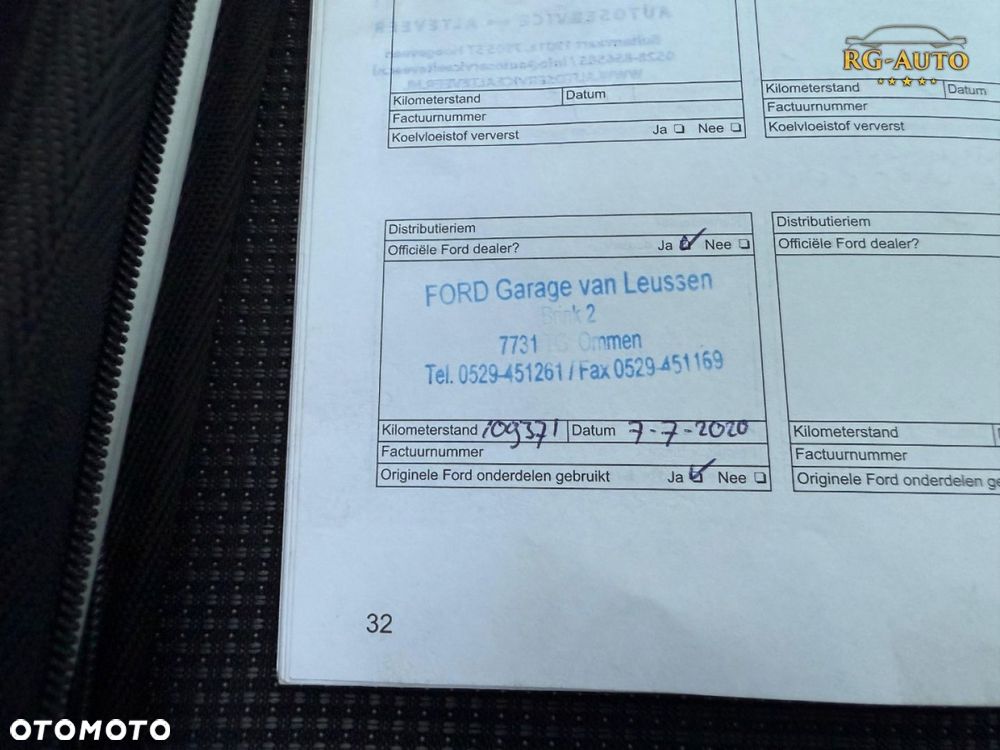 RG-AUTO
Kilometerstand Datum
Factuurnummer
Koelvloeistof ververst Ja Nee
Kilometerstand Datum
Factuurnummer
Koelvloeistof ververst
Distributieriem
Officiële Ford dealer? Ja Nee
FORD Garage van Leussen
Brink 2
7731 Ommen
Tel. 0529-451261 / Fax 0529-451169
Kilometerstand 109371 Datum 7-7-2020
Factuurnummer
Originele Ford onderdelen gebruikt Ja Nee
Distributieriem
Officiële Ford dealer?
Kilometerstand
Factuurnummer
Originele Ford onderdelen
32
OTOMOTO